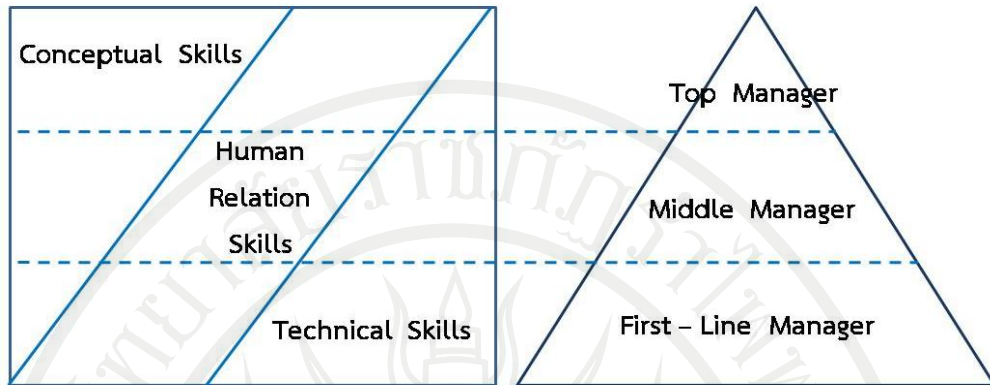 Conceptual Skills
Human
Relation
Skills
Technical Skills
Top Manager
Middle Manager
First – Line Manager